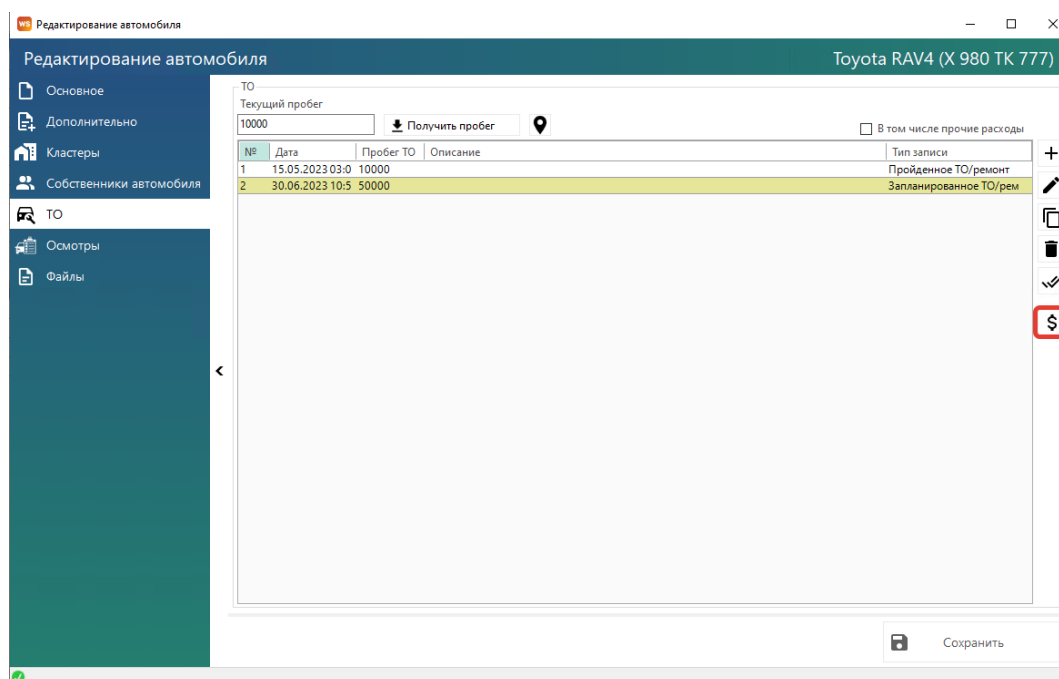 WS Редактирование автомобиля
Редактирование автомобиля Toyota RAV4 (X 980 TK 777)
Основное
Дополнительно
Кластеры
Собственники автомобиля
ТО
Осмотры
Файлы
ТО
Текущий пробег
10000 Получить пробег В том числе прочие расходы
№ Дата Пробег ТО Описание Тип записи
1 15.05.2023 03:0 10000 Пройденное ТО/ремонт
2 30.06.2023 10:5 50000 Запланированное ТО/рем
$
Сохранить